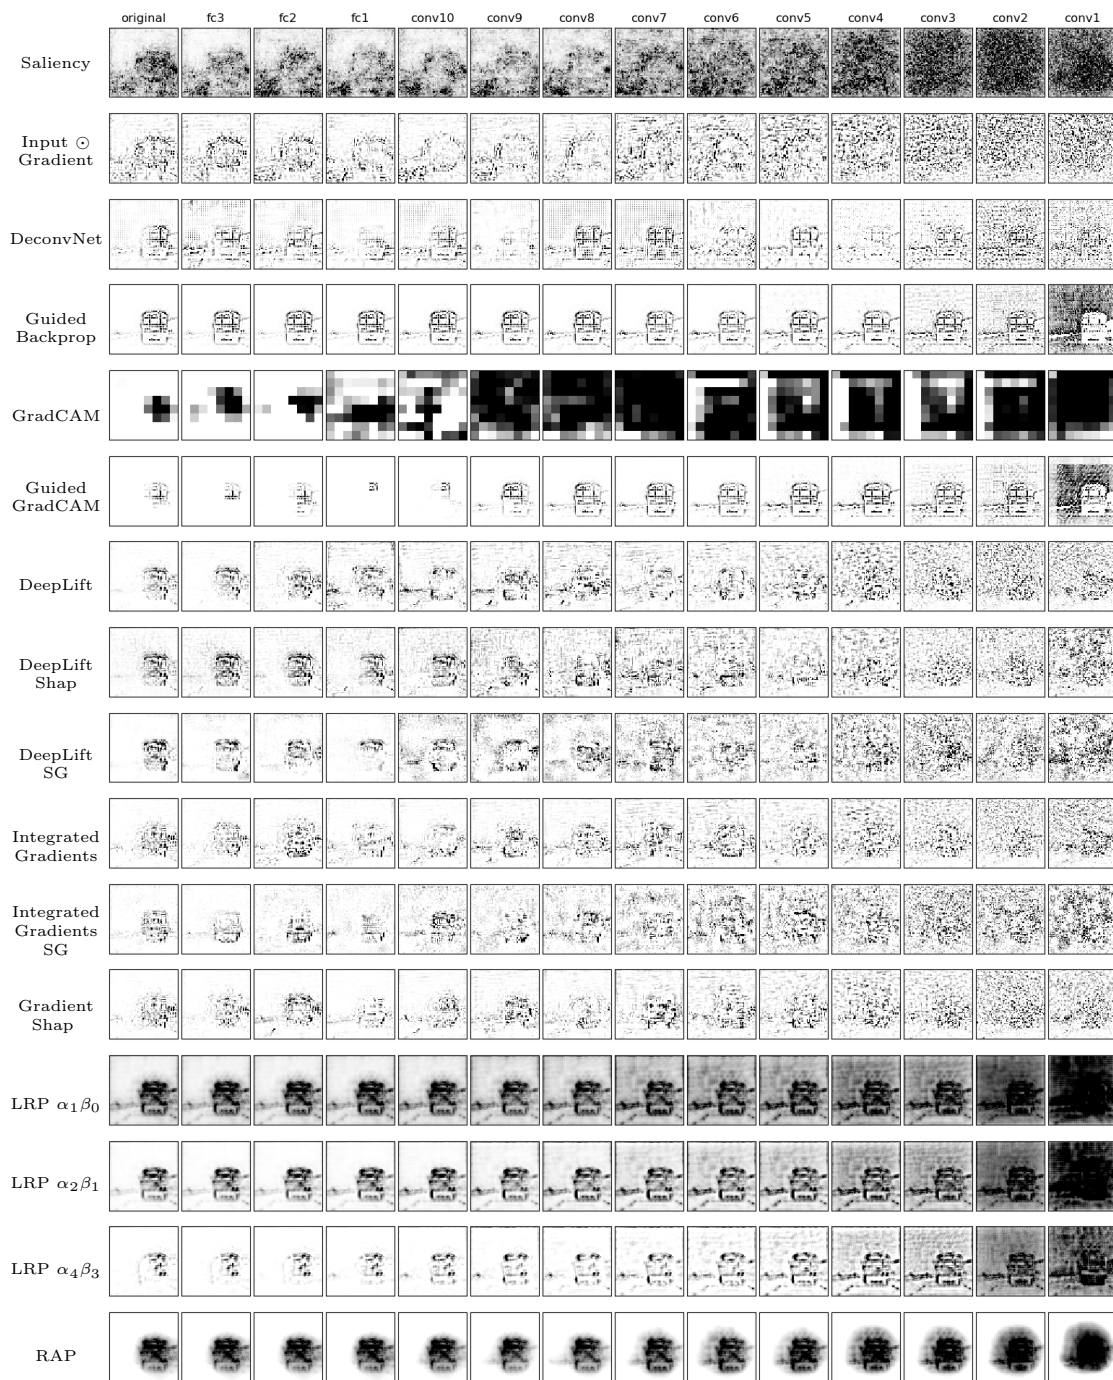 original fc3 fc2 fc1 conv10 conv9 conv8 conv7 conv6 conv5 conv4 conv3 conv2 conv1
Saliency
Input ⊙
Gradient
DeconvNet
Guided
Backprop
GradCAM
Guided
GradCAM
DeepLift
DeepLift
Shap
DeepLift
SG
Integrated
Gradients
Integrated
Gradients
SG
Gradient
Shap
LRP α₁β₀
LRP α₂β₁
LRP α₄β₃
RAP